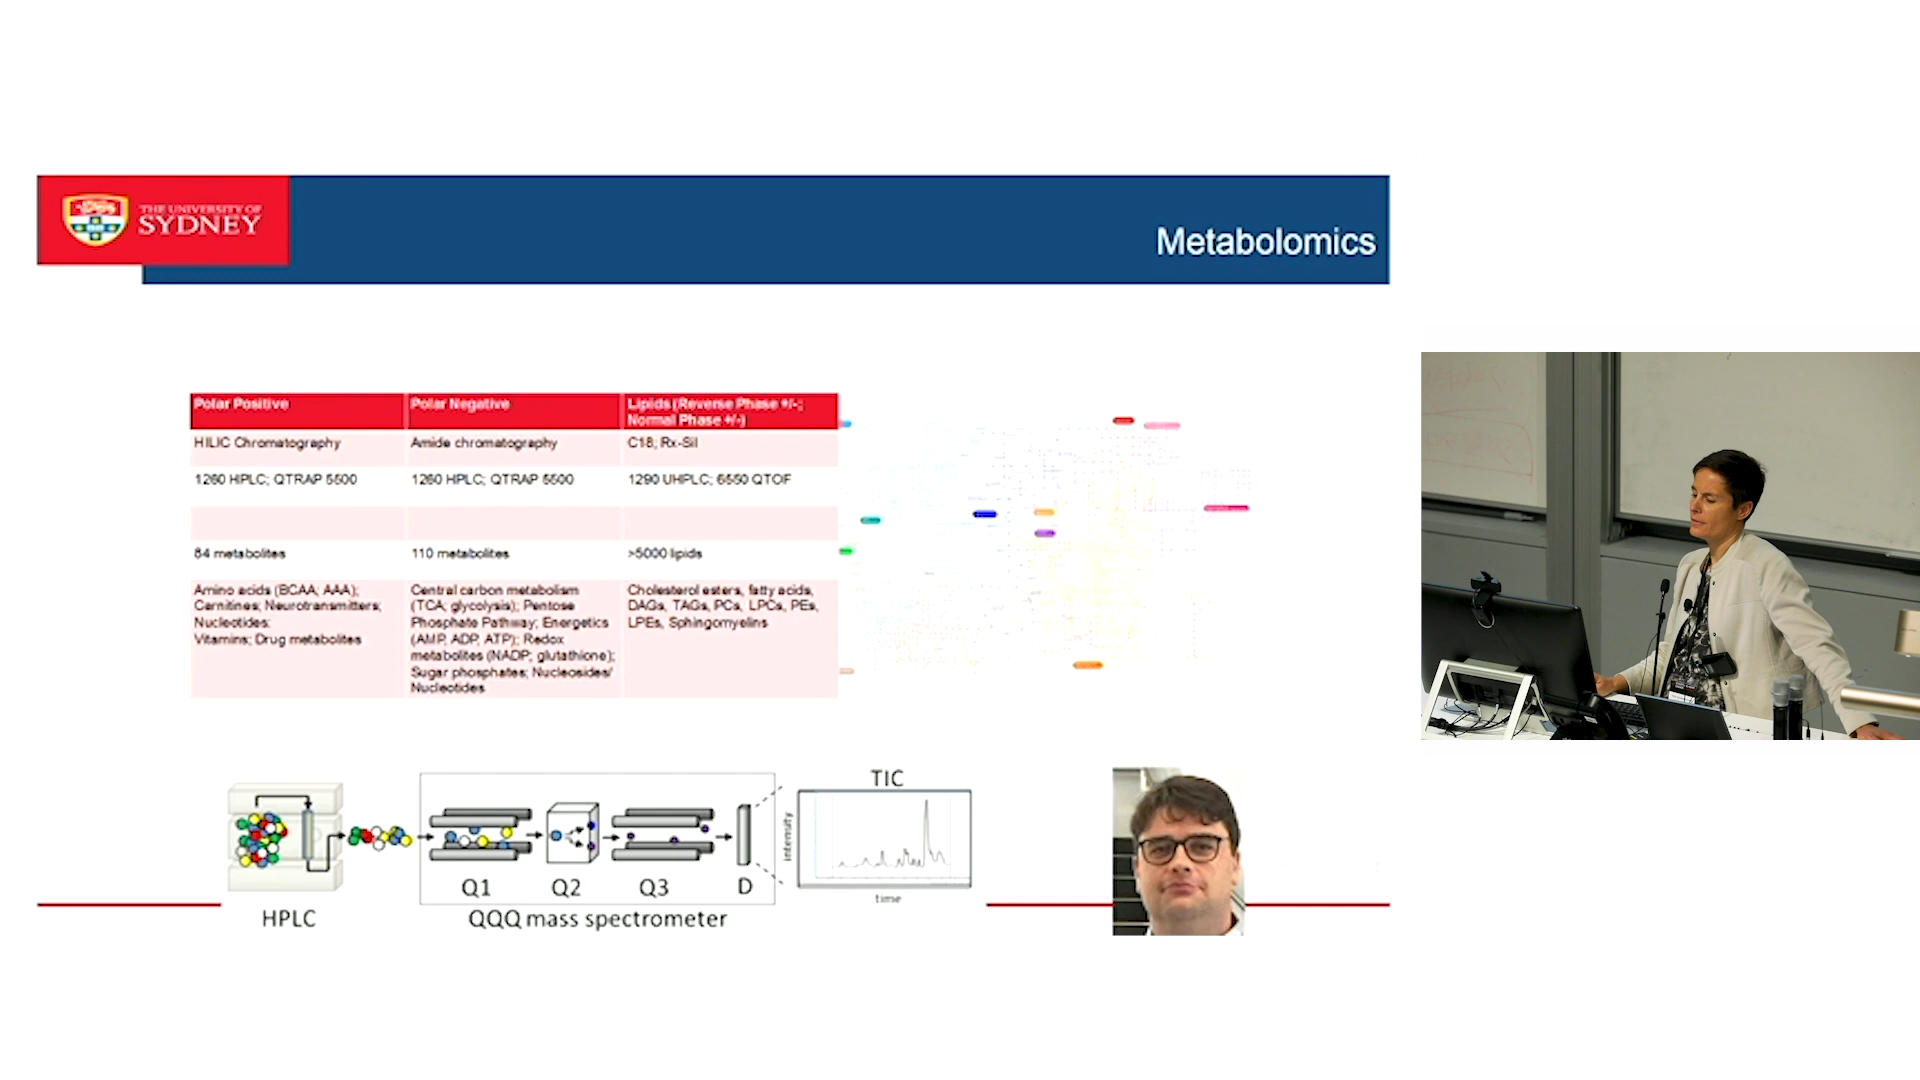 THE UNIVERSITY OF
SYDNEY
Metabolomics
Polar Positive
Polar Negative
Lipids (Reverse Phase +/-;
Normal Phase +/-)
HILIC Chromatography
Amide chromatography
C18; Rx-Sil
1260 HPLC; QTRAP 5500
1260 HPLC; QTRAP 5500
1290 UHPLC; 6550 QTOF
84 metabolites
110 metabolites
>5000 lipids
Amino acids (BCAA; AAA);
Carnitines; Neurotransmitters;
Nucleotides:
Vitamins; Drug metabolites
Central carbon metabolism
(TCA; glycolysis); Pentose
Phosphate Pathway; Energetics
(AMP, ADP, ATP); Redox
metabolites (NADP; glutathione);
Sugar phosphates; Nucleosides/
Nucleotides
Cholesterol esters, fatty acids,
DAGs, TAGs, PCs, LPCs, PEs,
LPEs, Sphingomyelins
HPLC
Q1
Q2
Q3
D
QQQ mass spectrometer
TIC
intensity
time